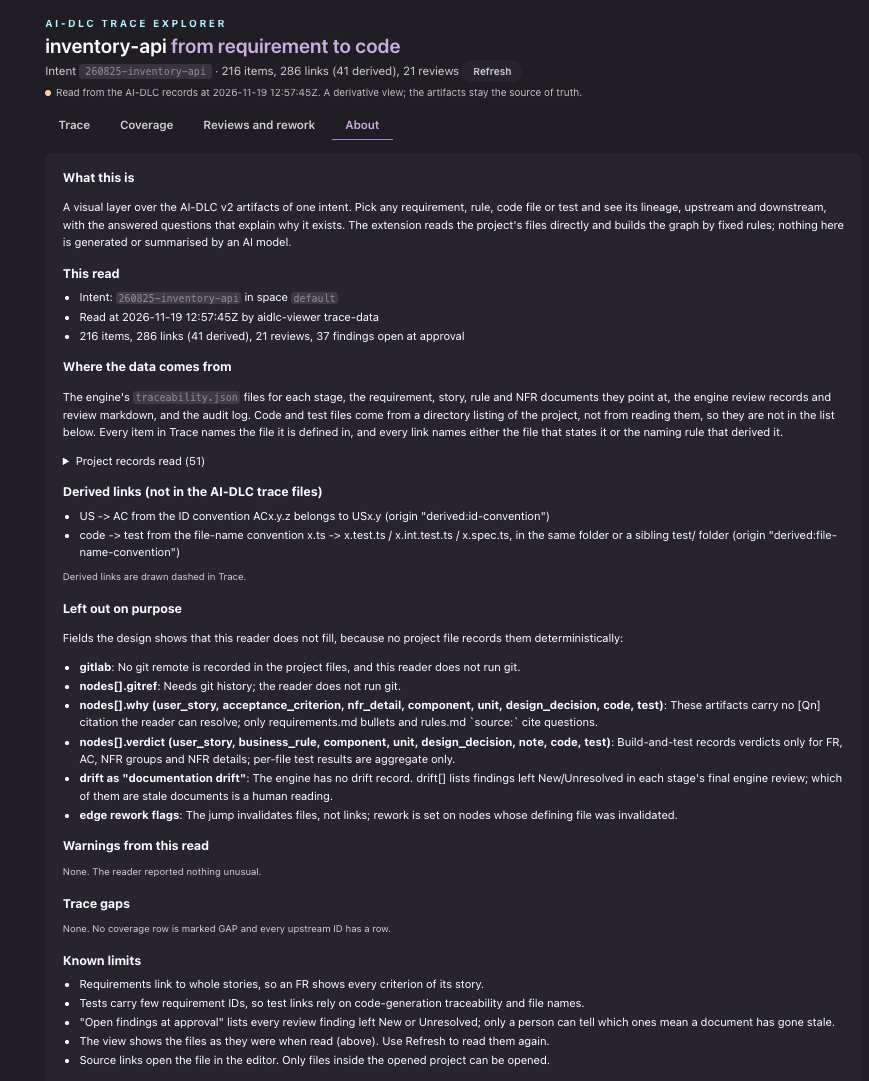 AI-DLC TRACE EXPLORER
inventory-api from requirement to code
Intent 260825-inventory-api · 216 items, 286 links (41 derived), 21 reviews Refresh
Read from the AI-DLC records at 2026-11-19 12:57:45Z. A derivative view; the artifacts stay the source of truth.
Trace Coverage Reviews and rework About
What this is
A visual layer over the AI-DLC v2 artifacts of one intent. Pick any requirement, rule, code file or test and see its lineage, upstream and downstream,
with the answered questions that explain why it exists. The extension reads the project's files directly and builds the graph by fixed rules; nothing here
is generated or summarised by an AI model.
This read
• Intent: 260825-inventory-api in space default
• Read at 2026-11-19 12:57:45Z by aidlc-viewer trace-data
• 216 items, 286 links (41 derived), 21 reviews, 37 findings open at approval
Where the data comes from
The engine's traceability.json files for each stage, the requirement, story, rule and NFR documents they point at, the engine review records and
review markdown, and the audit log. Code and test files come from a directory listing of the project, not from reading them, so they are not in the list
below. Every item in Trace names the file it is defined in, and every link names either the file that states it or the naming rule that derived it.
▶ Project records read (51)
Derived links (not in the AI-DLC trace files)
• US -> AC from the ID convention ACx.y.z belongs to USx.y (origin "derived:id-convention")
• code -> test from the file-name convention x.ts -> x.test.ts / x.int.test.ts / x.spec.ts, in the same folder or a sibling test/ folder (origin "derived:file-
name-convention")
Derived links are drawn dashed in Trace.
Left out on purpose
Fields the design shows that this reader does not fill, because no project file records them deterministically:
• gitlab: No git remote is recorded in the project files, and this reader does not run git.
• nodes[].gitref: Needs git history; the reader does not run git.
• nodes[].why (user_story, acceptance_criterion, nfr_detail, component, unit, design_decision, code, test): These artifacts carry no [Qn]
citation the reader can resolve; only requirements.md bullets and rules.md `source:` cite questions.
• nodes[].verdict (user_story, business_rule, component, unit, design_decision, note, code, test): Build-and-test records verdicts only for FR,
AC, NFR groups and NFR details; per-file test results are aggregate only.
• drift as "documentation drift": The engine has no drift record. drift[] lists findings left New/Unresolved in each stage's final engine review; which
of them are stale documents is a human reading.
• edge rework flags: The jump invalidates files, not links; rework is set on nodes whose defining file was invalidated.
Warnings from this read
None. The reader reported nothing unusual.
Trace gaps
None. No coverage row is marked GAP and every upstream ID has a row.
Known limits
• Requirements link to whole stories, so an FR shows every criterion of its story.
• Tests carry few requirement IDs, so test links rely on code-generation traceability and file names.
• "Open findings at approval" lists every review finding left New or Unresolved; only a person can tell which ones mean a document has gone stale.
• The view shows the files as they were when read (above). Use Refresh to read them again.
• Source links open the file in the editor. Only files inside the opened project can be opened.